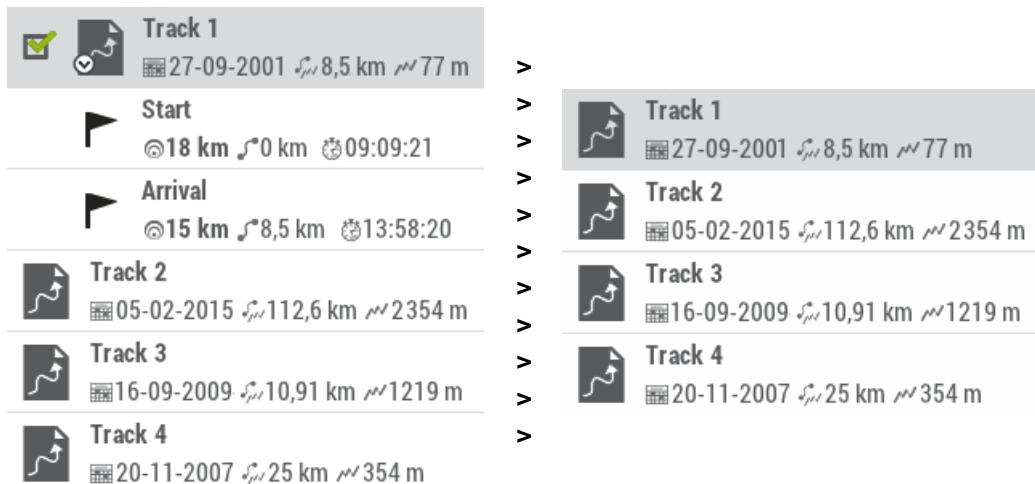 Track 1
27-09-2001 8,5 km 77 m
Start
18 km 0 km 09:09:21
Arrival
15 km 8,5 km 13:58:20
Track 2
05-02-2015 112,6 km 2354 m
Track 3
16-09-2009 10,91 km 1219 m
Track 4
20-11-2007 25 km 354 m
>
>
>
>
>
>
>
>
>
>
>
Track 1
27-09-2001 8,5 km 77 m
Track 2
05-02-2015 112,6 km 2354 m
Track 3
16-09-2009 10,91 km 1219 m
Track 4
20-11-2007 25 km 354 m